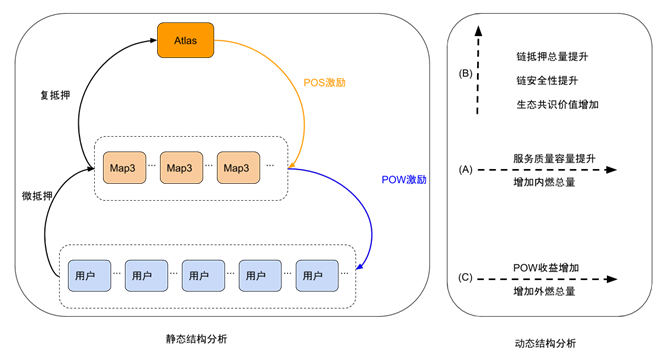 Atlas
复抵押
POS激励
Map3 ... Map3 ... Map3 ...
微抵押
POW激励
用户 ... 用户 ... 用户 ... 用户 ... 用户 ...
静态结构分析
(B)
链抵押总量提升
链安全性提升
生态共识价值增加
(A)
服务质量容量提升
增加内燃总量
(C)
POW收益增加
增加外燃总量
动态结构分析